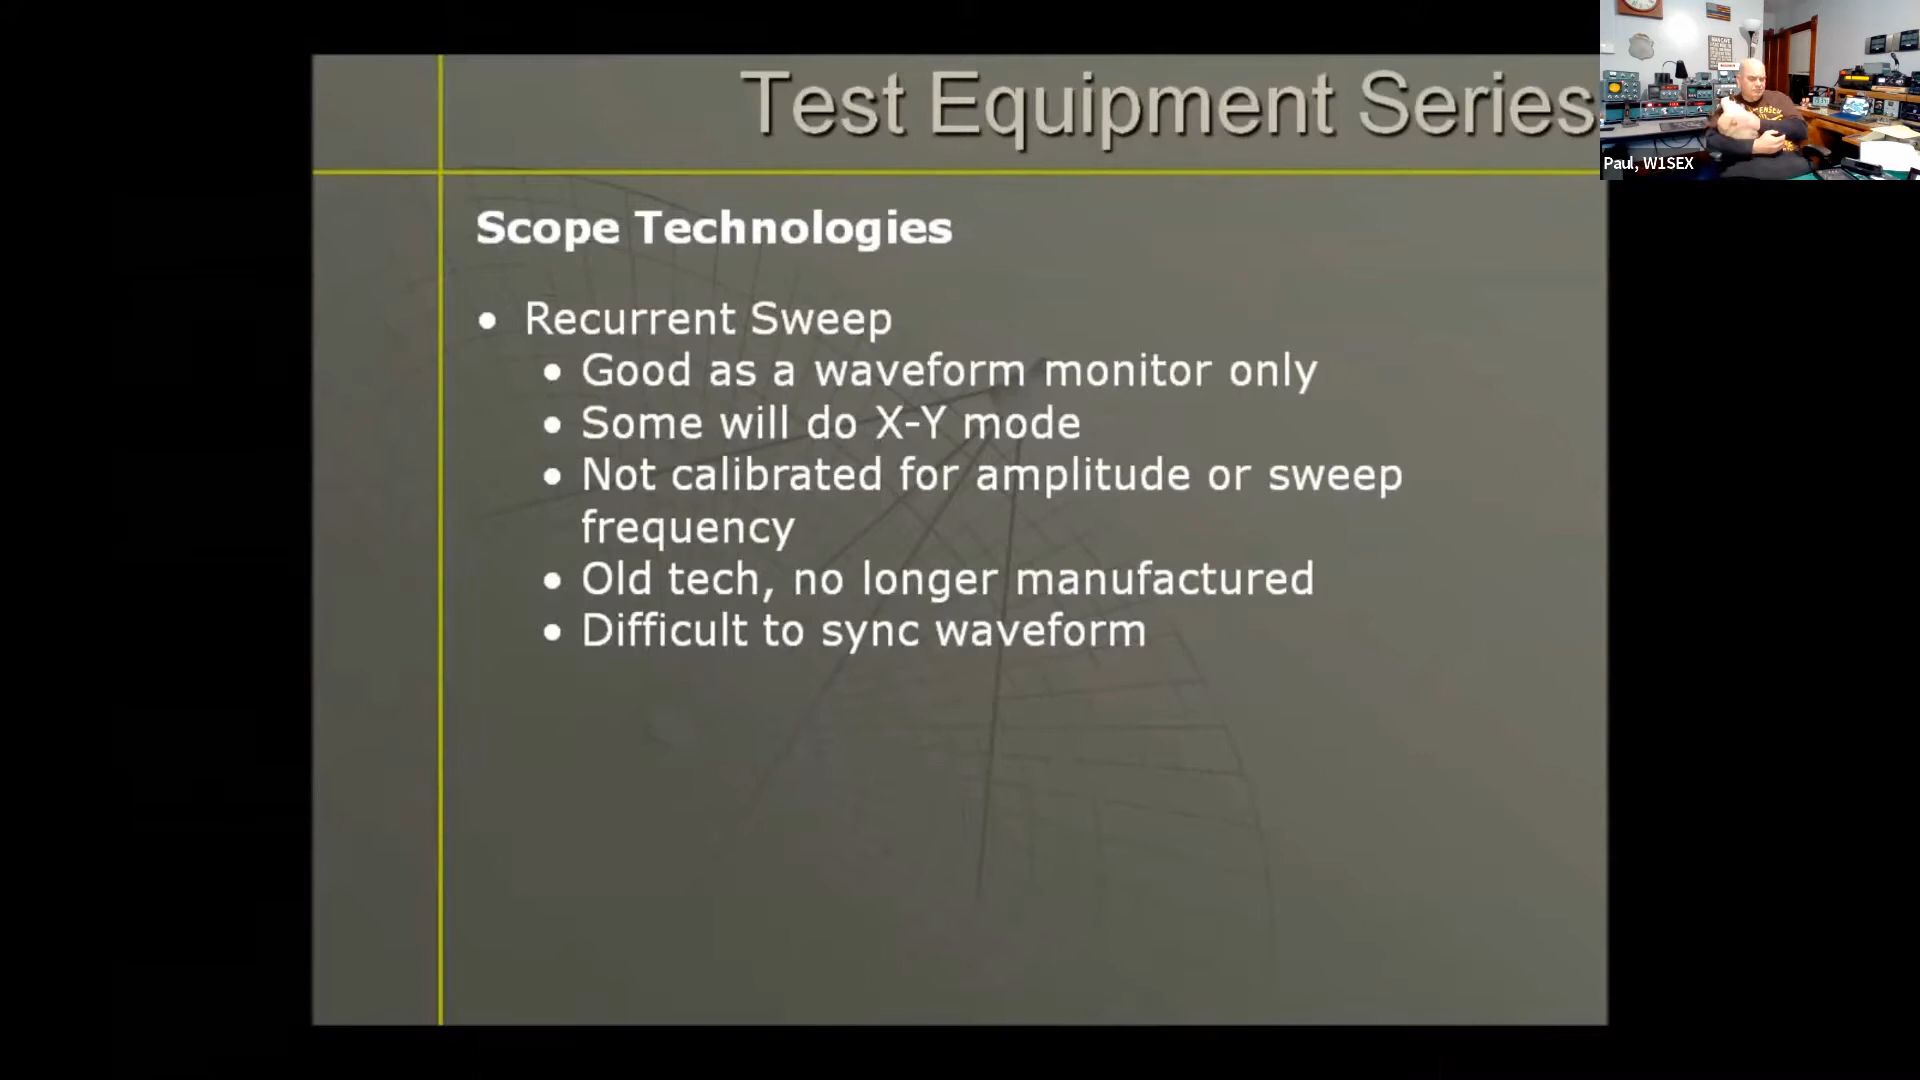 Test Equipment Series
Paul, W1SEX
Scope Technologies
• Recurrent Sweep
• Good as a waveform monitor only
• Some will do X-Y mode
• Not calibrated for amplitude or sweep
frequency
• Old tech, no longer manufactured
• Difficult to sync waveform